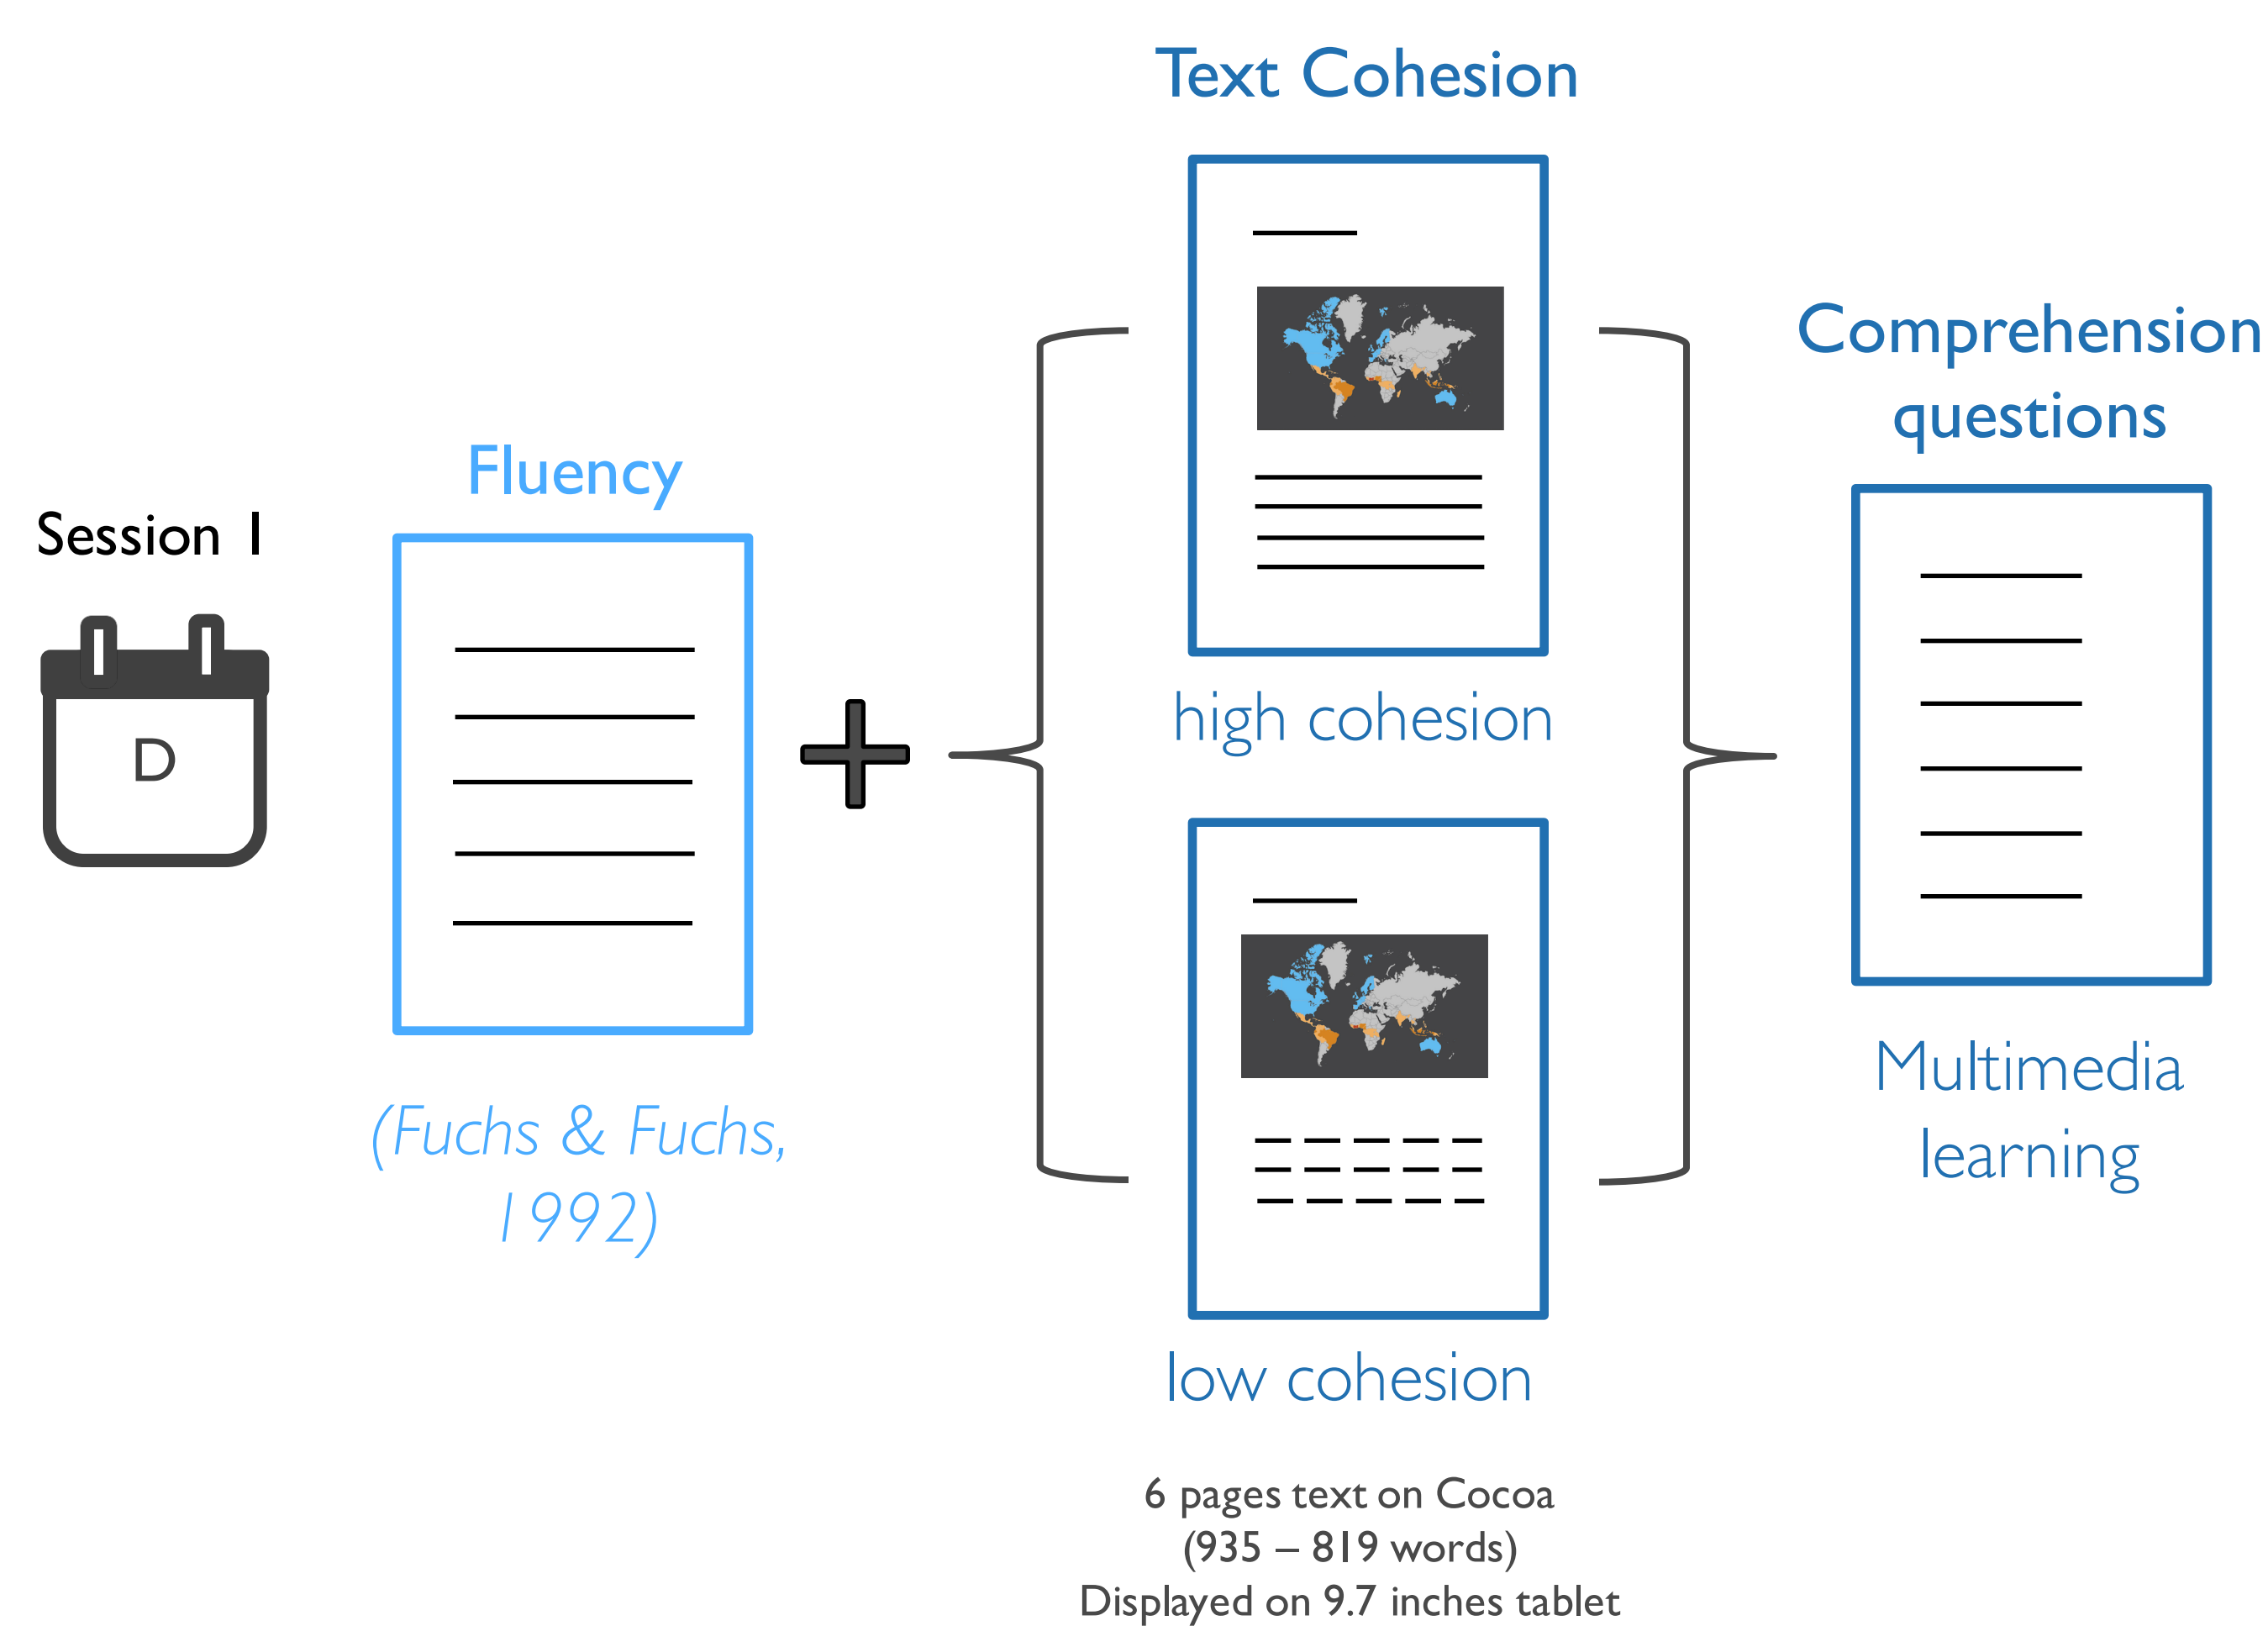 Session 1
D
Fluency
(Fuchs & Fuchs,
1992)
Text Cohesion
high cohesion
low cohesion
6 pages text on Cocoa
(935 – 819 words)
Displayed on 9.7 inches tablet
Comprehension
questions
Multimedia
learning